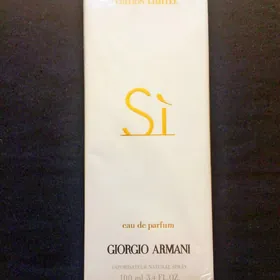 Sì
eau de parfum
GIORGIO ARMANI
100 ml 3.4 FL. OZ.